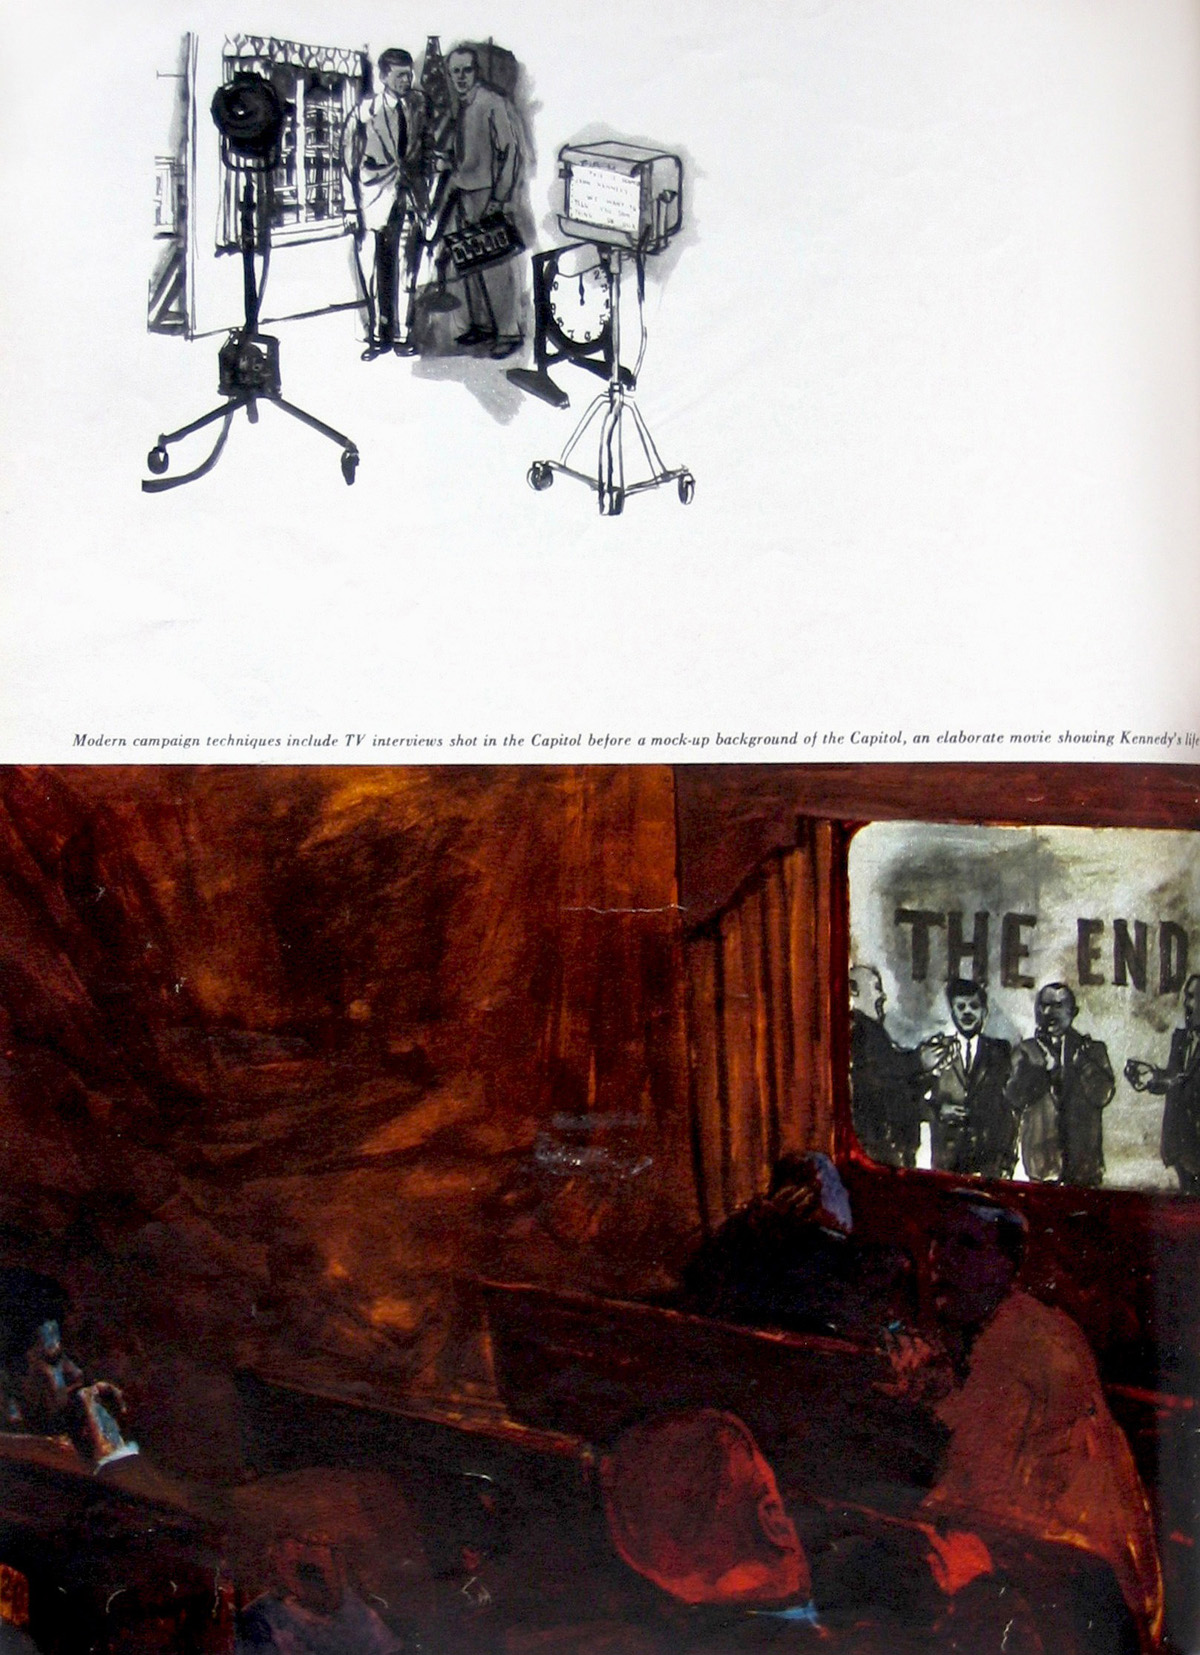 THIS IS
JOHN KENNEDY
WE WANT TO
TELL YOU
Modern campaign techniques include TV interviews shot in the Capitol before a mock-up background of the Capitol, an elaborate movie showing Kennedy's life
THE END